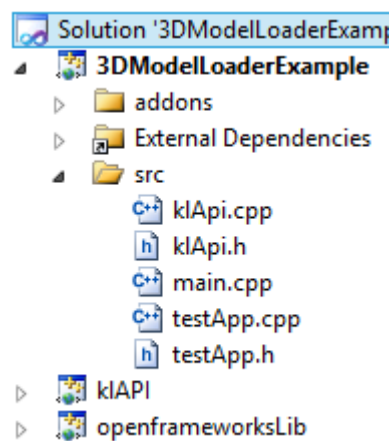 Solution '3DModelLoaderExamp
3DModelLoaderExample
addons
External Dependencies
src
klApi.cpp
klApi.h
main.cpp
testApp.cpp
testApp.h
klAPI
openframeworksLib